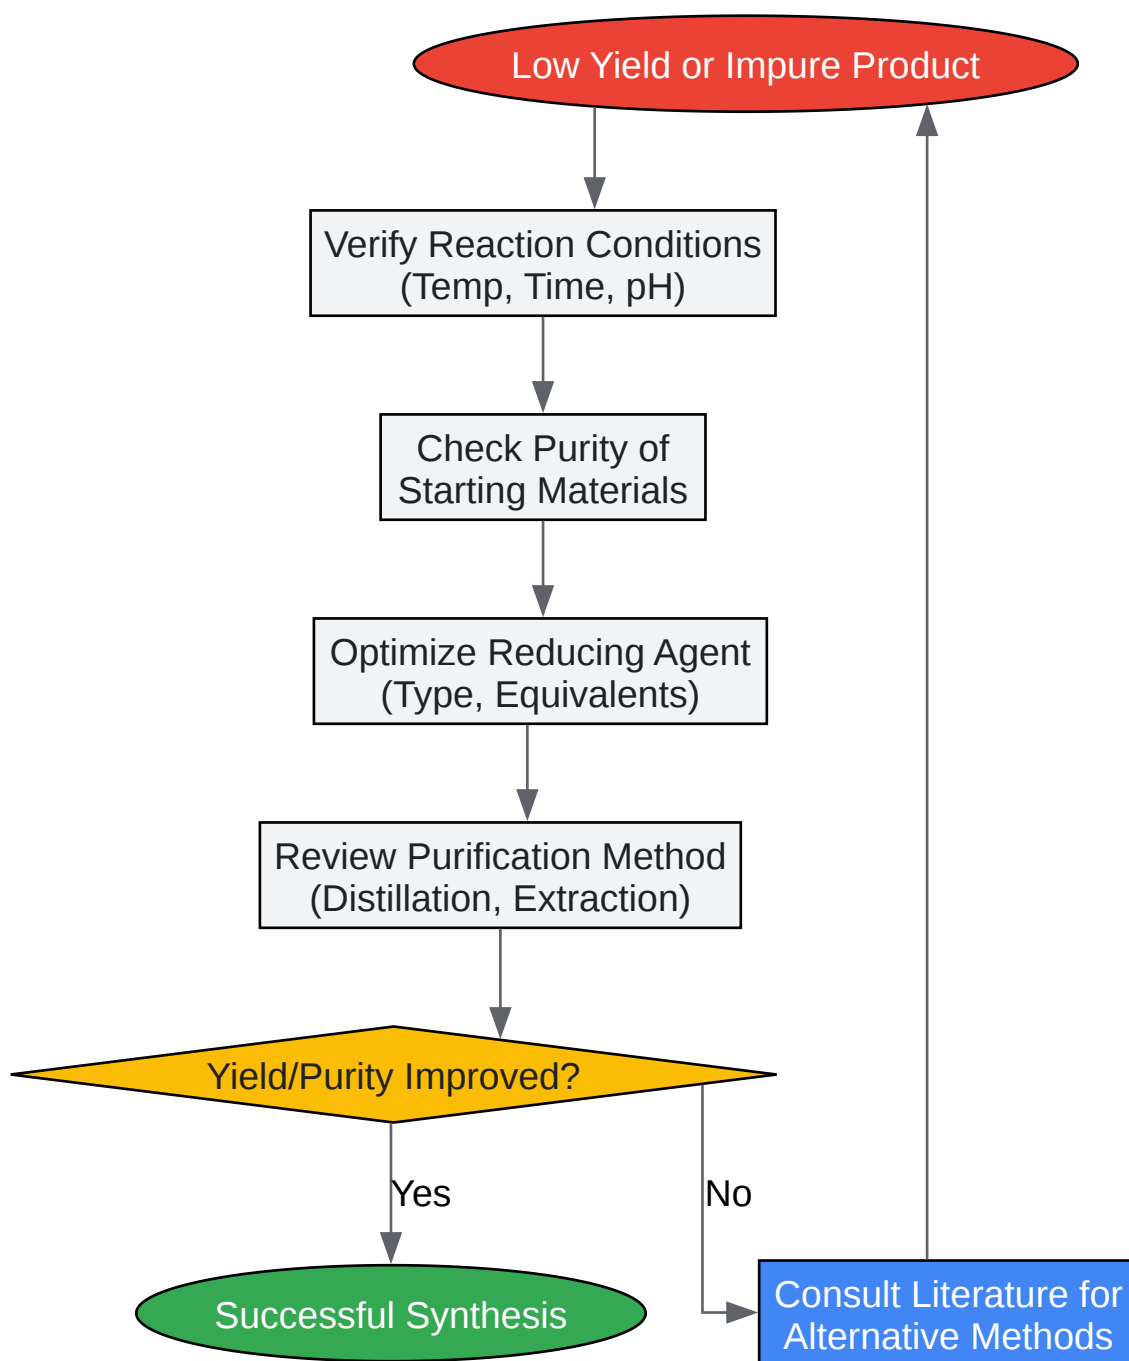 Low Yield or Impure Product
Verify Reaction Conditions
(Temp, Time, pH)
Check Purity of
Starting Materials
Optimize Reducing Agent
(Type, Equivalents)
Review Purification Method
(Distillation, Extraction)
Yield/Purity Improved?
Yes
No
Successful Synthesis
Consult Literature for
Alternative Methods